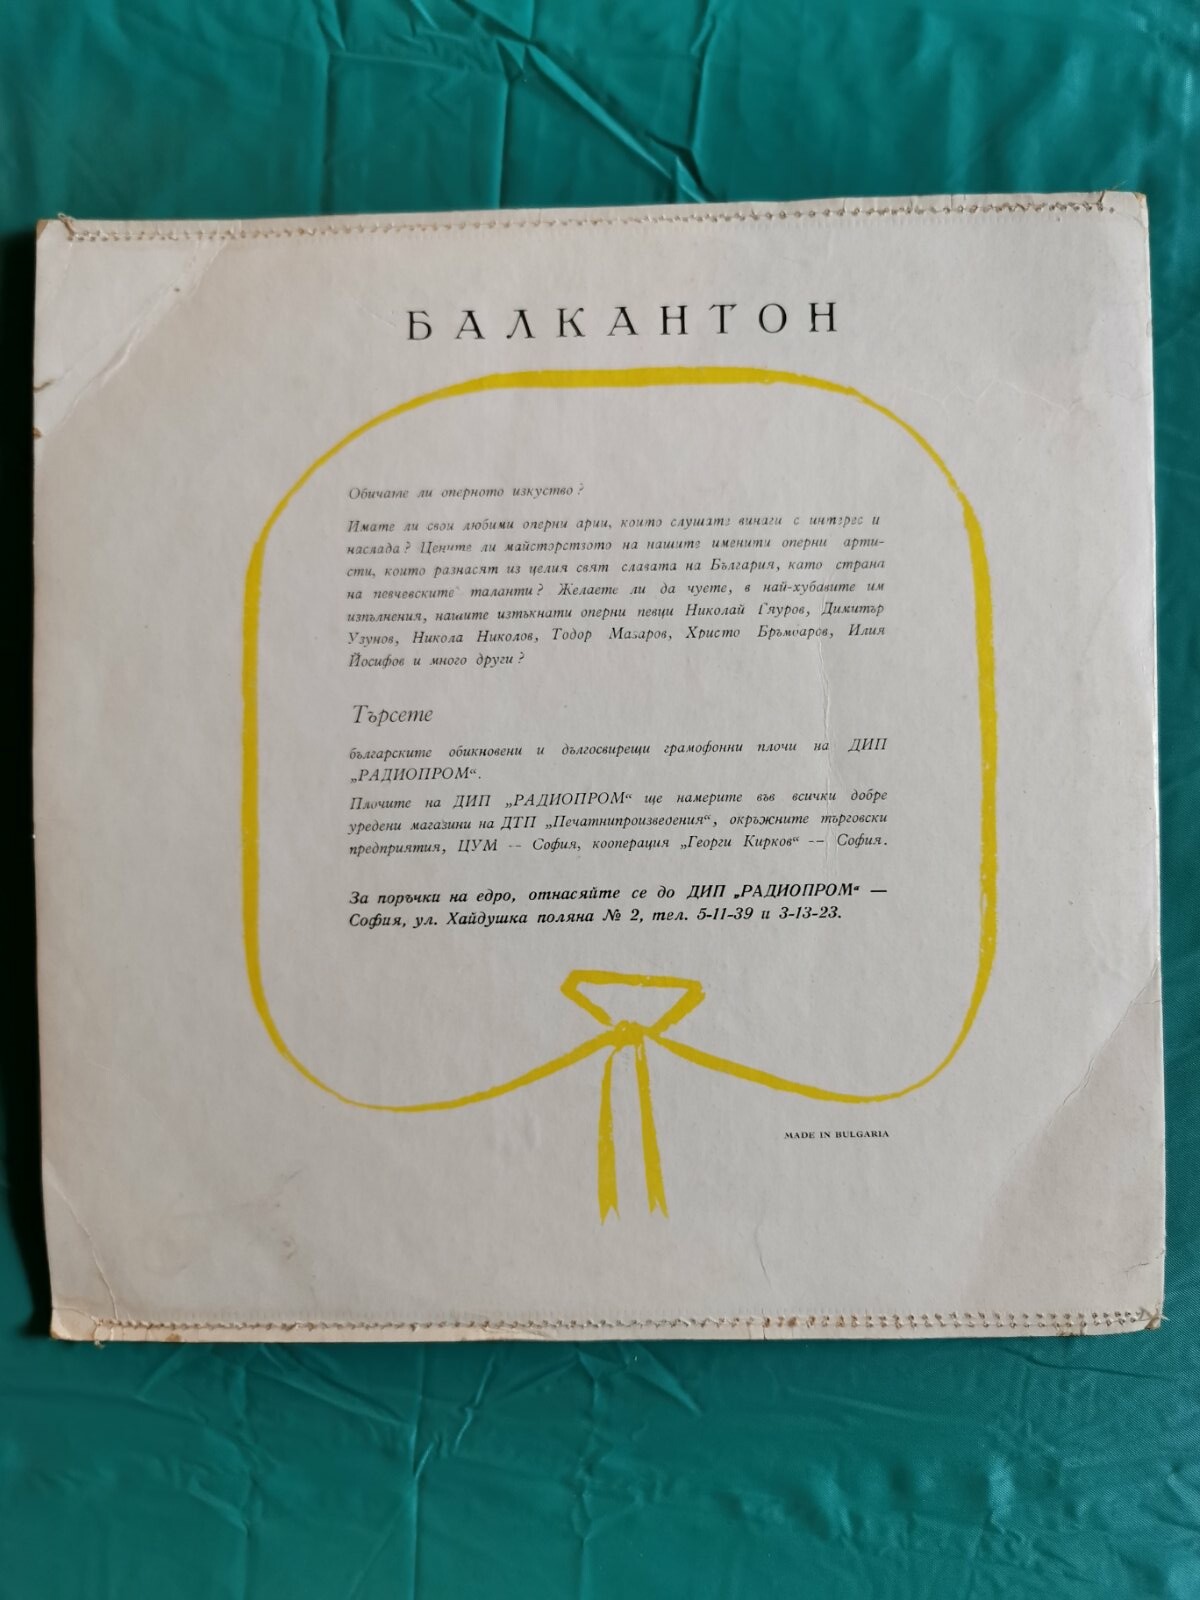 БАЛКАНТОН
Обичате ли оперното изкуство?
Имате ли свои любими оперни арии, които слушате винаги с интерес и
наслада? Цените ли майсторството на нашите именити оперни арти-
сти, които разнасят из целия свят славата на България, като страна
на певчевските таланти? Желаете ли да чуете, в най-хубавите им
изпълнения, нашите изтъкнати оперни певци Николай Гяуров, Димитър
Узунов, Никола Николов, Тодор Мазаров, Христо Бръмбаров, Илия
Йосифов и много други?
Търсете
българските обикновени и дългосвирещи грамофонни плочи на ДИП
„РАДИОПРОМ“.
Плочите на ДИП „РАДИОПРОМ“ ще намерите във всички добре
уредени магазини на ДТП „Печатнипроизведения“, окръжните търговски
предприятия, ЦУМ -- София, кооперация „Георги Кирков“ -- София.
За поръчки на едро, отнасяйте се до ДИП „РАДИОПРОМ“ —
София, ул. Хайдушка поляна № 2, тел. 5-11-39 и 3-13-23.
MADE IN BULGARIA